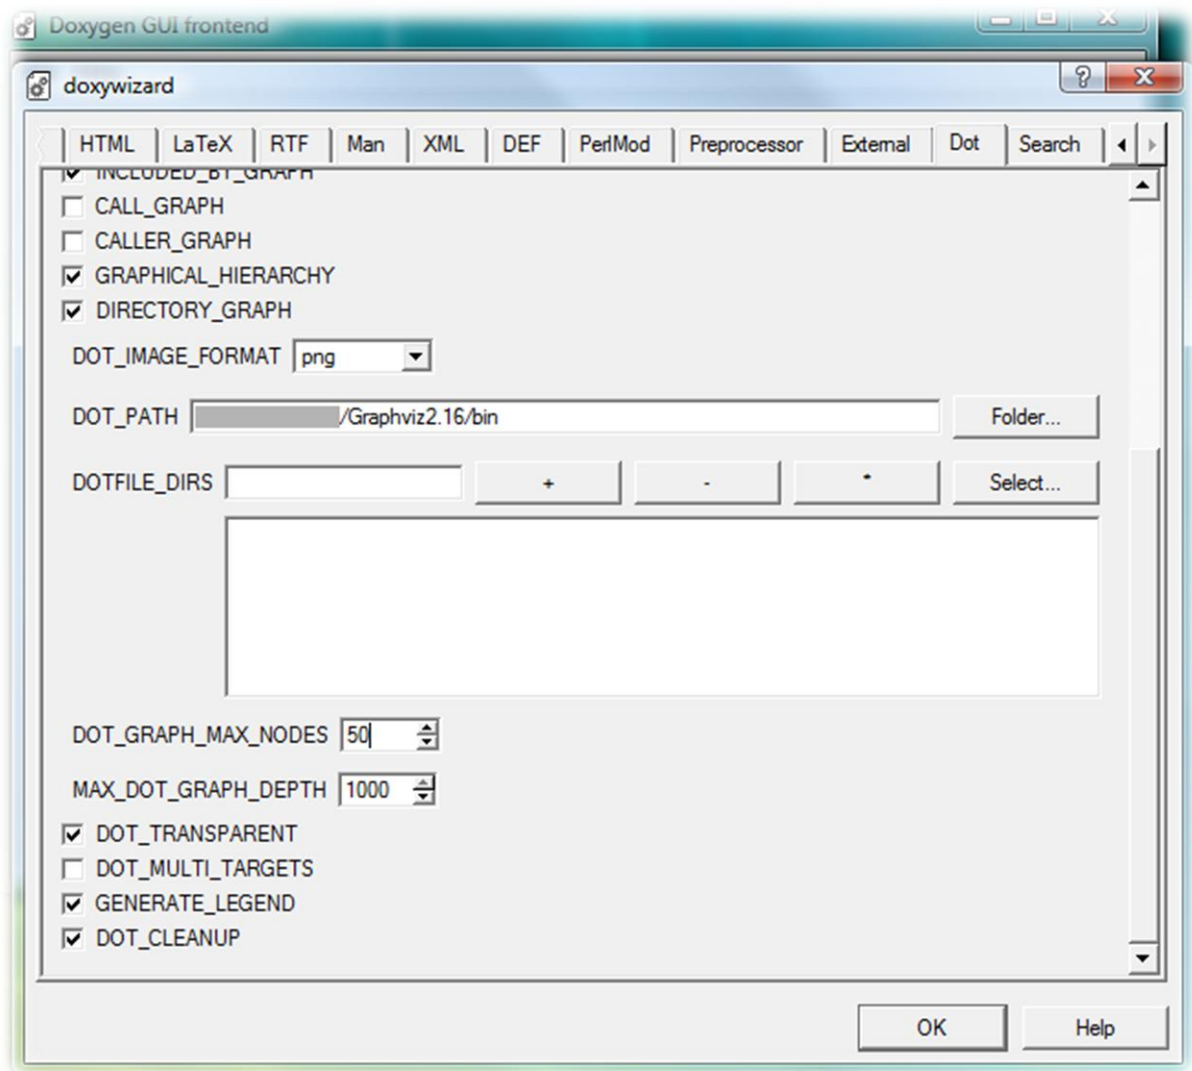 Doxygen GUI frontend
doxywizard
HTML LaTeX RTF Man XML DEF PerlMod Preprocessor External Dot Search
INCLUDED_BY_GRAPH
CALL_GRAPH
CALLER_GRAPH
GRAPHICAL_HIERARCHY
DIRECTORY_GRAPH
DOT_IMAGE_FORMAT png
DOT_PATH /Graphviz2.16/bin Folder...
DOTFILE_DIRS + - * Select...
DOT_GRAPH_MAX_NODES 50
MAX_DOT_GRAPH_DEPTH 1000
DOT_TRANSPARENT
DOT_MULTI_TARGETS
GENERATE_LEGEND
DOT_CLEANUP
OK Help